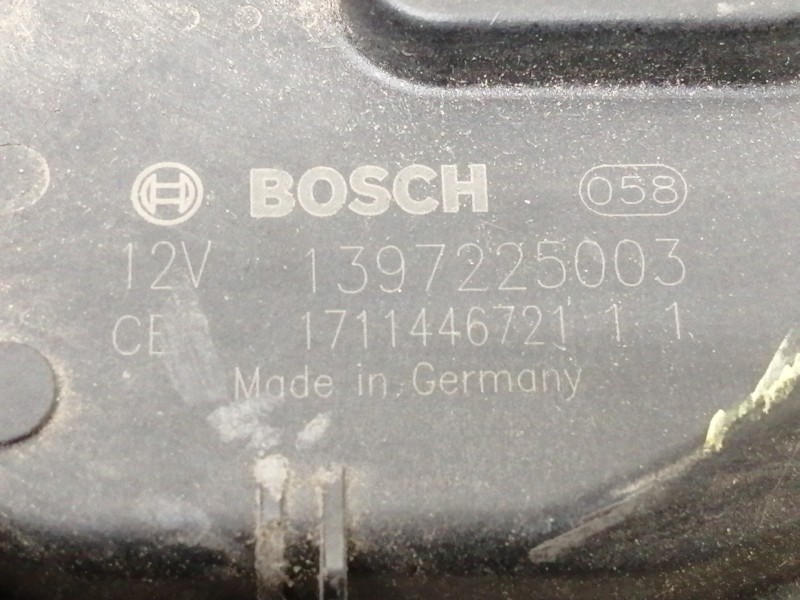 BOSCH 058
12V 1397225003
CE 1711446721 1 1
Made in Germany